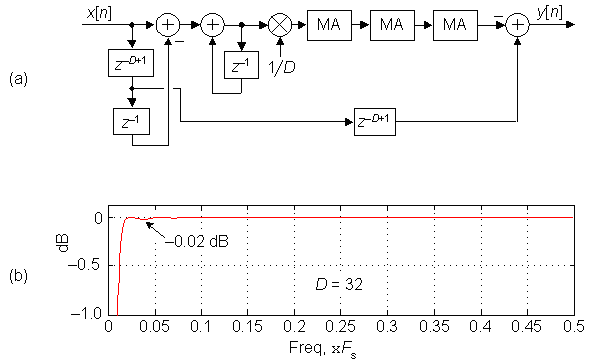 x[n]
y[n]
MA MA MA
z–D+1
z–1
1/D
(a)
z–D+1
z–1
0
–0.02 dB
dB
–0.5
(b)
D = 32
–1.0
0 0.05 0.1 0.15 0.2 0.25 0.3 0.35 0.4 0.45 0.5
Freq, xFs